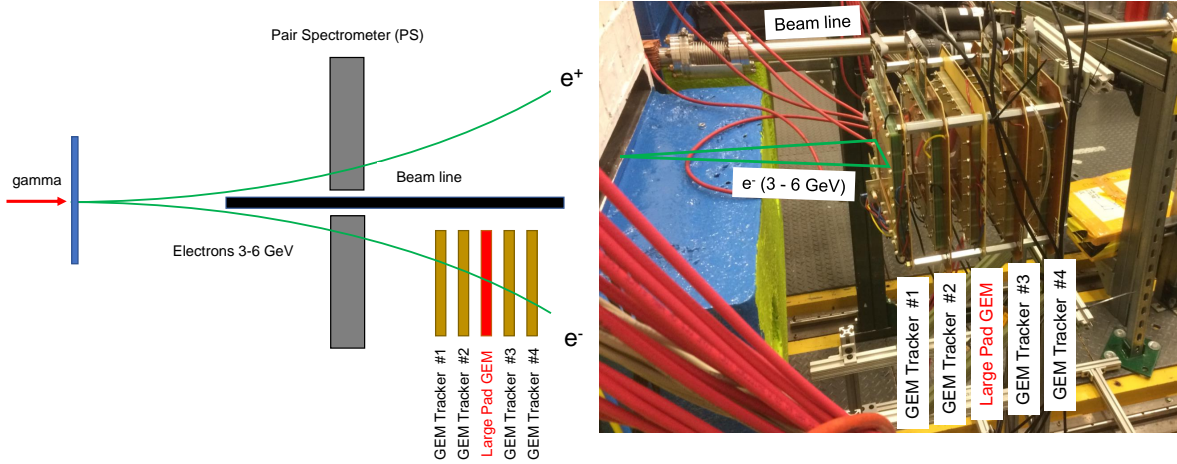 Pair Spectrometer (PS)
e+
gamma
Beam line
Electrons 3-6 GeV
e-
GEM Tracker #1
GEM Tracker #2
Large Pad GEM
GEM Tracker #3
GEM Tracker #4
Beam line
e- (3 - 6 GeV)
GEM Tracker #1
GEM Tracker #2
Large Pad GEM
GEM Tracker #3
GEM Tracker #4